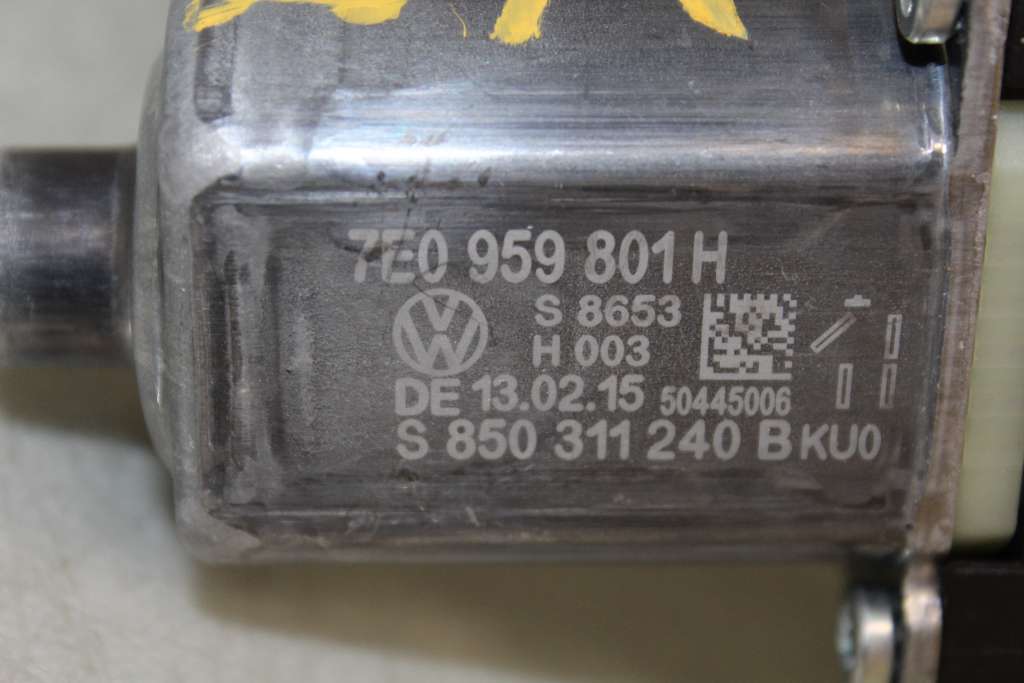 7E0 959 801 H
S 8653
H 003
DE 13.02.15 50445006
S 850 311 240 B KU0